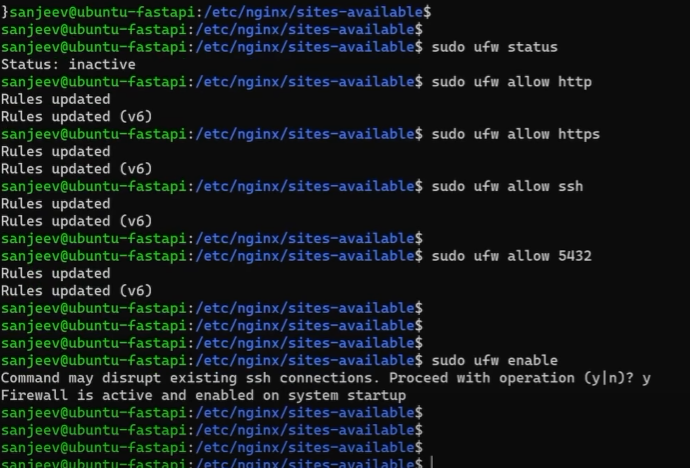 }sanjeev@ubuntu-fastapi:/etc/nginx/sites-available$
sanjeev@ubuntu-fastapi:/etc/nginx/sites-available$
sanjeev@ubuntu-fastapi:/etc/nginx/sites-available$ sudo ufw status
Status: inactive
sanjeev@ubuntu-fastapi:/etc/nginx/sites-available$ sudo ufw allow http
Rules updated
Rules updated (v6)
sanjeev@ubuntu-fastapi:/etc/nginx/sites-available$ sudo ufw allow https
Rules updated
Rules updated (v6)
sanjeev@ubuntu-fastapi:/etc/nginx/sites-available$ sudo ufw allow ssh
Rules updated
Rules updated (v6)
sanjeev@ubuntu-fastapi:/etc/nginx/sites-available$
sanjeev@ubuntu-fastapi:/etc/nginx/sites-available$ sudo ufw allow 5432
Rules updated
Rules updated (v6)
sanjeev@ubuntu-fastapi:/etc/nginx/sites-available$
sanjeev@ubuntu-fastapi:/etc/nginx/sites-available$
sanjeev@ubuntu-fastapi:/etc/nginx/sites-available$
sanjeev@ubuntu-fastapi:/etc/nginx/sites-available$ sudo ufw enable
Command may disrupt existing ssh connections. Proceed with operation (y|n)? y
Firewall is active and enabled on system startup
sanjeev@ubuntu-fastapi:/etc/nginx/sites-available$
sanjeev@ubuntu-fastapi:/etc/nginx/sites-available$
sanjeev@ubuntu-fastapi:/etc/nginx/sites-available$
sanjeev@ubuntu-fastapi:/etc/nginx/sites-available$